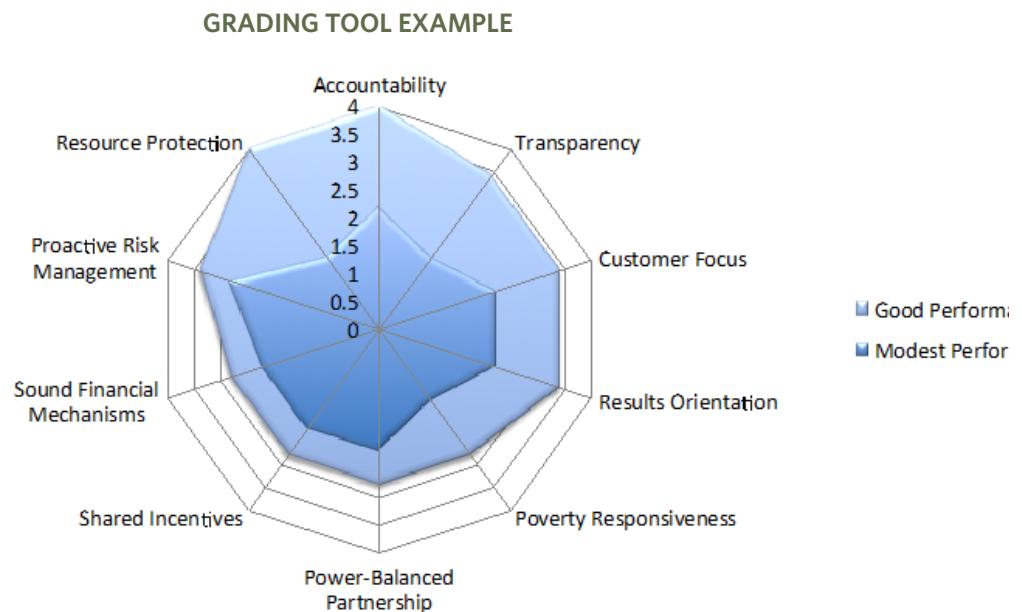 GRADING TOOL EXAMPLE
Accountability
4
3.5
3
2.5
2
1.5
1
0.5
0
Transparency
Customer Focus
Results Orientation
Poverty Responsiveness
Power-Balanced
Partnership
Shared Incentives
Sound Financial
Mechanisms
Proactive Risk
Management
Resource Protection
Good Performa
Modest Perfor